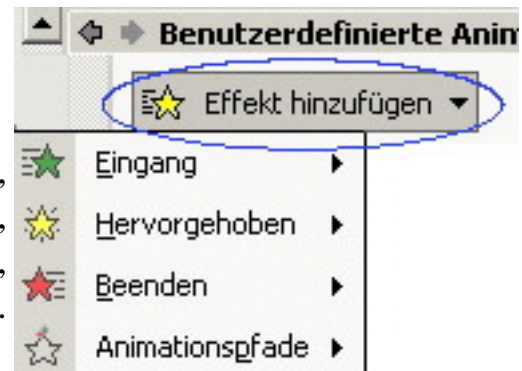 Benutzerdefinierte Anim
Effekt hinzufügen
,
Eingang
,
Hervorgehoben
,
Beenden
.
Animationspfade